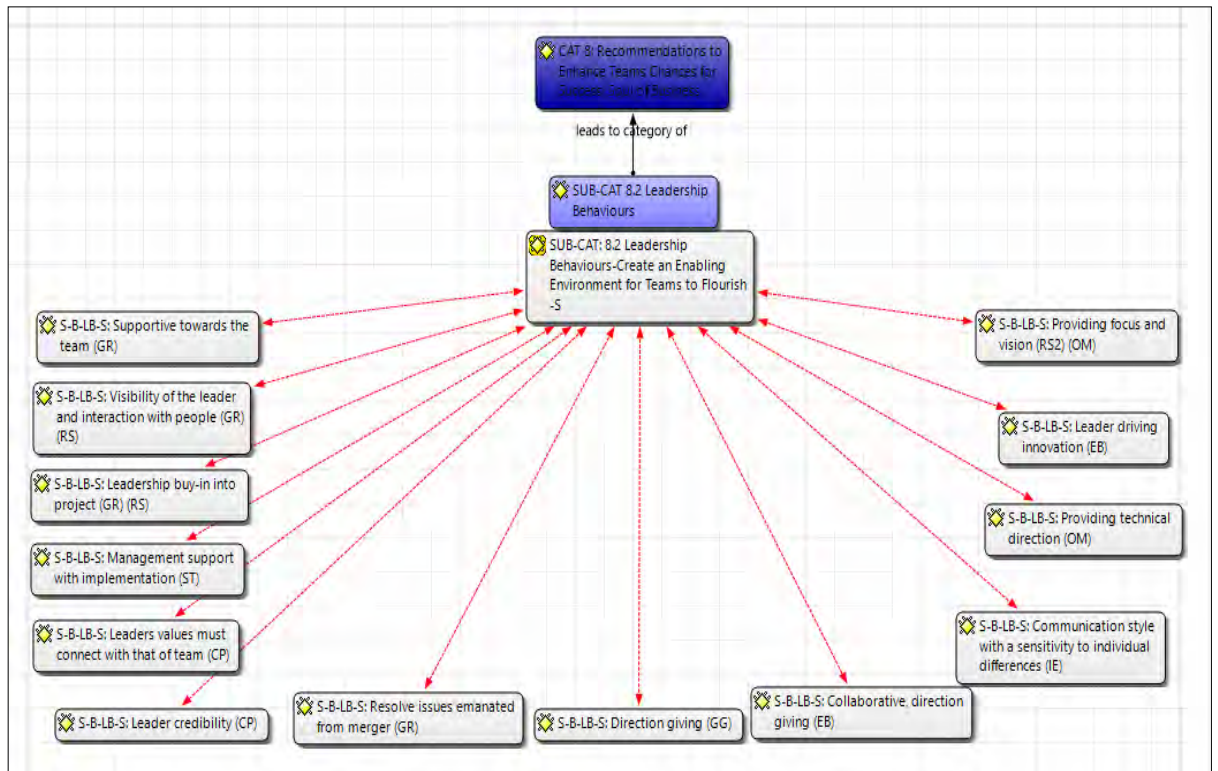 CAT 8: Recommendations to
Enhance Teams Chances for
Success
of Business
leads to category of
SUB-CAT 8.2 Leadership
Behaviours
SUB-CAT: 8.2 Leadership
Behaviours-Create an Enabling
Environment for Teams to Flourish
-S
S-B-LB-S: Supportive towards the
team (GR)
S-B-LB-S: Visibility of the leader
and interaction with people (GR)
(RS)
S-B-LB-S: Leadership buy-in into
project (GR) (RS)
S-B-LB-S: Management support
with implementation (ST)
S-B-LB-S: Leaders values must
connect with that of team (CP)
S-B-LB-S: Leader credibility (CP)
S-B-LB-S: Resolve issues emanated
from merger (GR)
S-B-LB-S: Direction giving (GG)
S-B-LB-S: Collaborative, direction
giving (EB)
S-B-LB-S: Communication style
with a sensitivity to individual
differences (IE)
S-B-LB-S: Providing technical
direction (OM)
S-B-LB-S: Leader driving
innovation (EB)
S-B-LB-S: Providing focus and
vision (RS2) (OM)